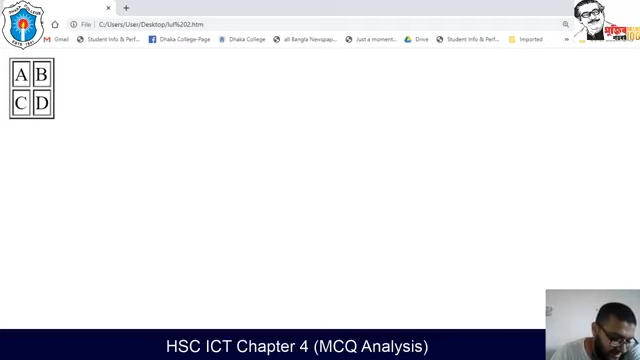 File C:/Users/User/Desktop/lul%202.htm
Gmail Student Info & Perf... Dhaka College-Page Dhaka College all Bangla Newspap... Just a moment... Drive Student Info & Perf... Imported
A B
C D
HSC ICT Chapter 4 (MCQ Analysis)